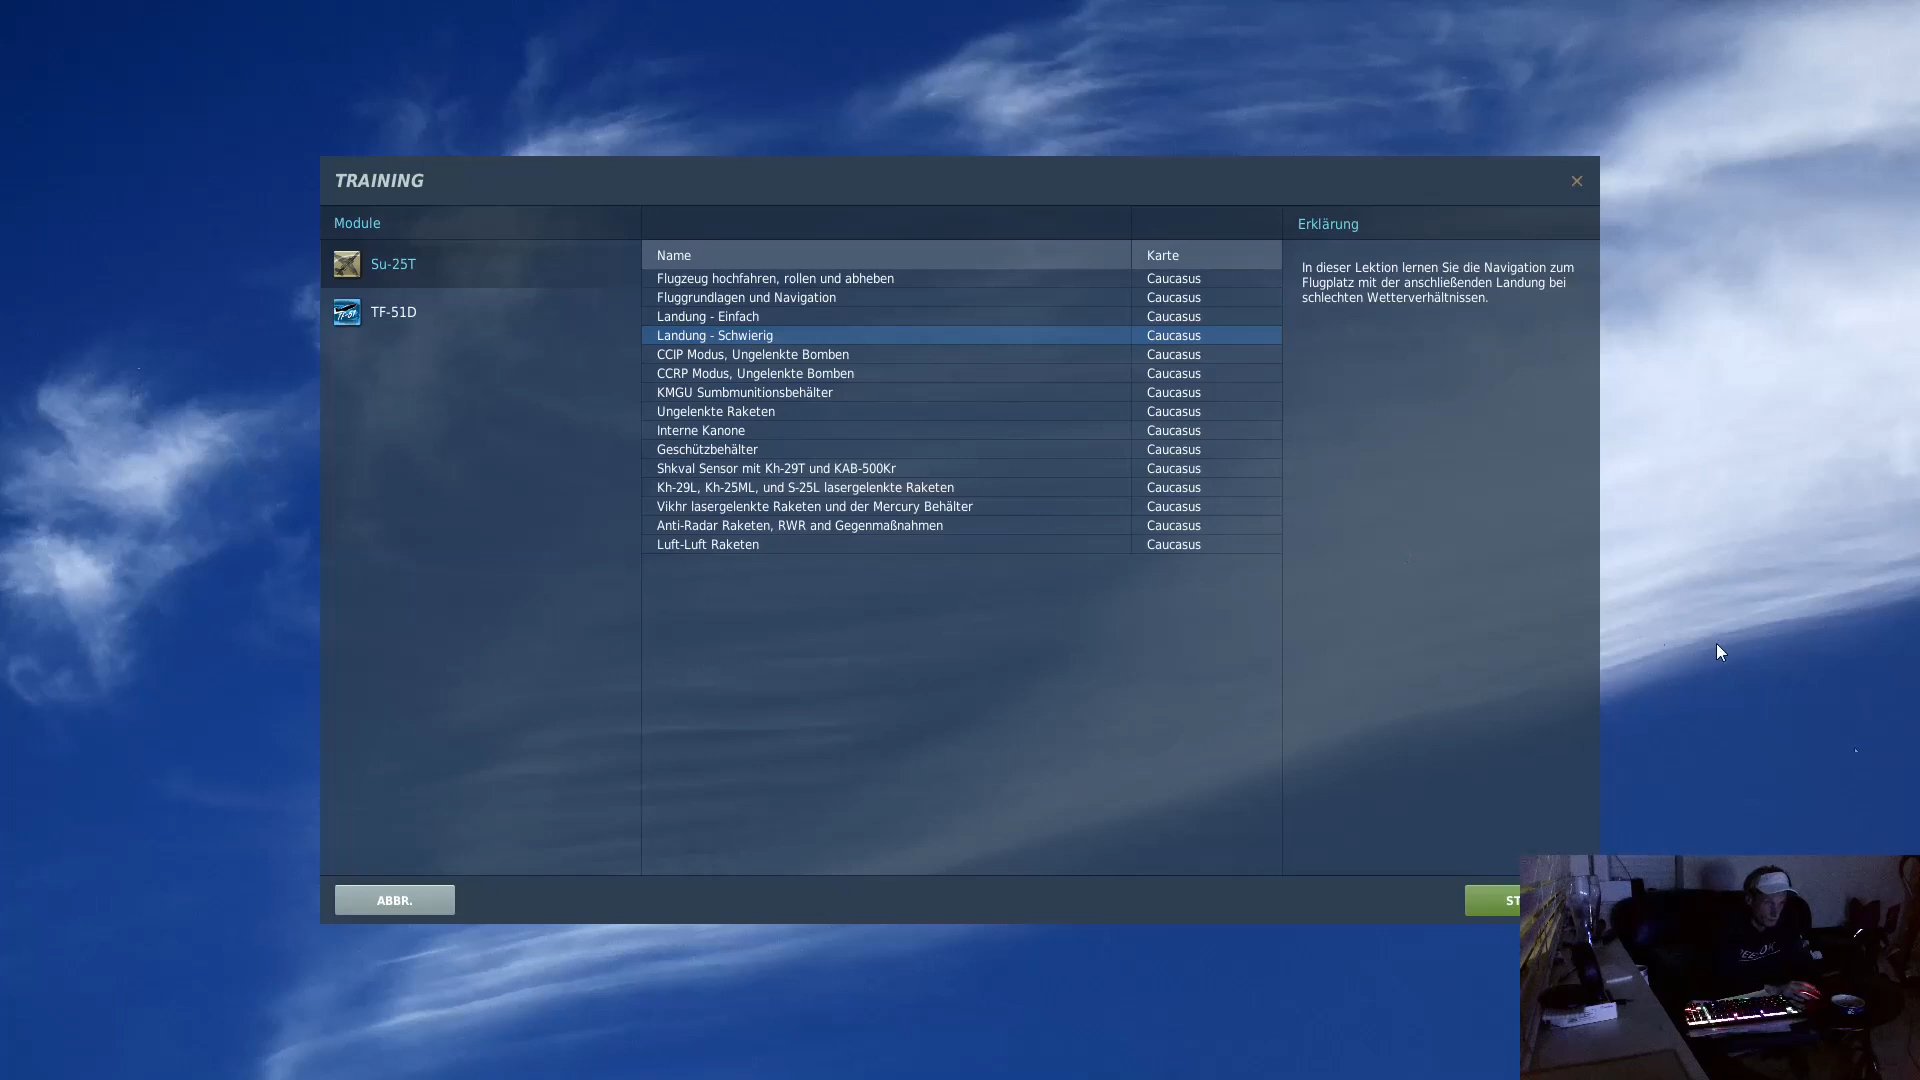 TRAINING
Module
Erklärung
Su-25T
TF-51D
Name Karte
Flugzeug hochfahren, rollen und abheben Caucasus
Fluggrundlagen und Navigation Caucasus
Landung - Einfach Caucasus
Landung - Schwierig Caucasus
CCIP Modus, Ungelenkte Bomben Caucasus
CCRP Modus, Ungelenkte Bomben Caucasus
KMGU Sumbmunitionsbehälter Caucasus
Ungelenkte Raketen Caucasus
Interne Kanone Caucasus
Geschützbehälter Caucasus
Shkval Sensor mit Kh-29T und KAB-500Kr Caucasus
Kh-29L, Kh-25ML, und S-25L lasergelenkte Raketen Caucasus
Vikhr lasergelenkte Raketen und der Mercury Behälter Caucasus
Anti-Radar Raketen, RWR and Gegenmaßnahmen Caucasus
Luft-Luft Raketen Caucasus
In dieser Lektion lernen Sie die Navigation zum
Flugplatz mit der anschließenden Landung bei
schlechten Wetterverhältnissen.
ABBR.
ST